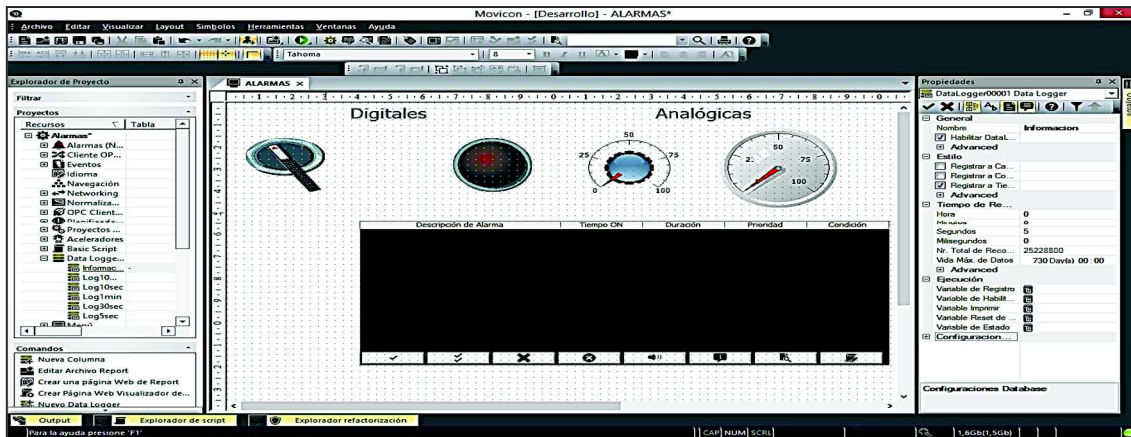 Movicon - [Desarrollo] - ALARMAS*
Archivo Editar Visualizar Layout Simbolos Herramientas Ventanas Ayuda
Tahoma 8
Explorador de Proyecto
Filtrar
Proyectos
Recursos Tabla
Alarmas*
Alarmas (N...
Cliente OP...
Eventos
Idioma
Navegación
Networking
Normaliza...
OPC Client...
Planificado...
Proyectos ...
Aceleradores
Basic Script
Data Logge...
Informac...
Log10...
Log10sec
Log1min
Log30sec
Log5sec
Menú
Comandos
Nueva Columna
Editar Archivo Report
Crear una página Web de Report
Crear Página Web Visualizador de...
Nuevo Data Logger
ALARMAS
Digitales Analógicas
0 25 50 75 100
50 75 100
Descripción de Alarma Tiempo ON Duración Prioridad Condición
Propiedades
DataLogger00001 Data Logger
General
Nombre Informacion
Habilitar DataL...
Advanced
Estilo
Registrar a Ca...
Registrar a Co...
Registrar a Tie...
Advanced
Tiempo de Re...
Hora 0
Minutos
Segundos 5
Milisegundos 0
Nr. Total de Reco... 25228800
Vida Máx. de Datos 730 Day(s) 00:00
Advanced
Ejecución
Variable de Registro
Variable de Habilit...
Variable Imprimir
Variable Reset de ...
Variable de Estado
Configuracion...
Configuraciones Database
Output Explorador de script Explorador refactorización
Para la ayuda presione 'F1' CAP NUM SCRL 1,6Gb(1,5Gb)